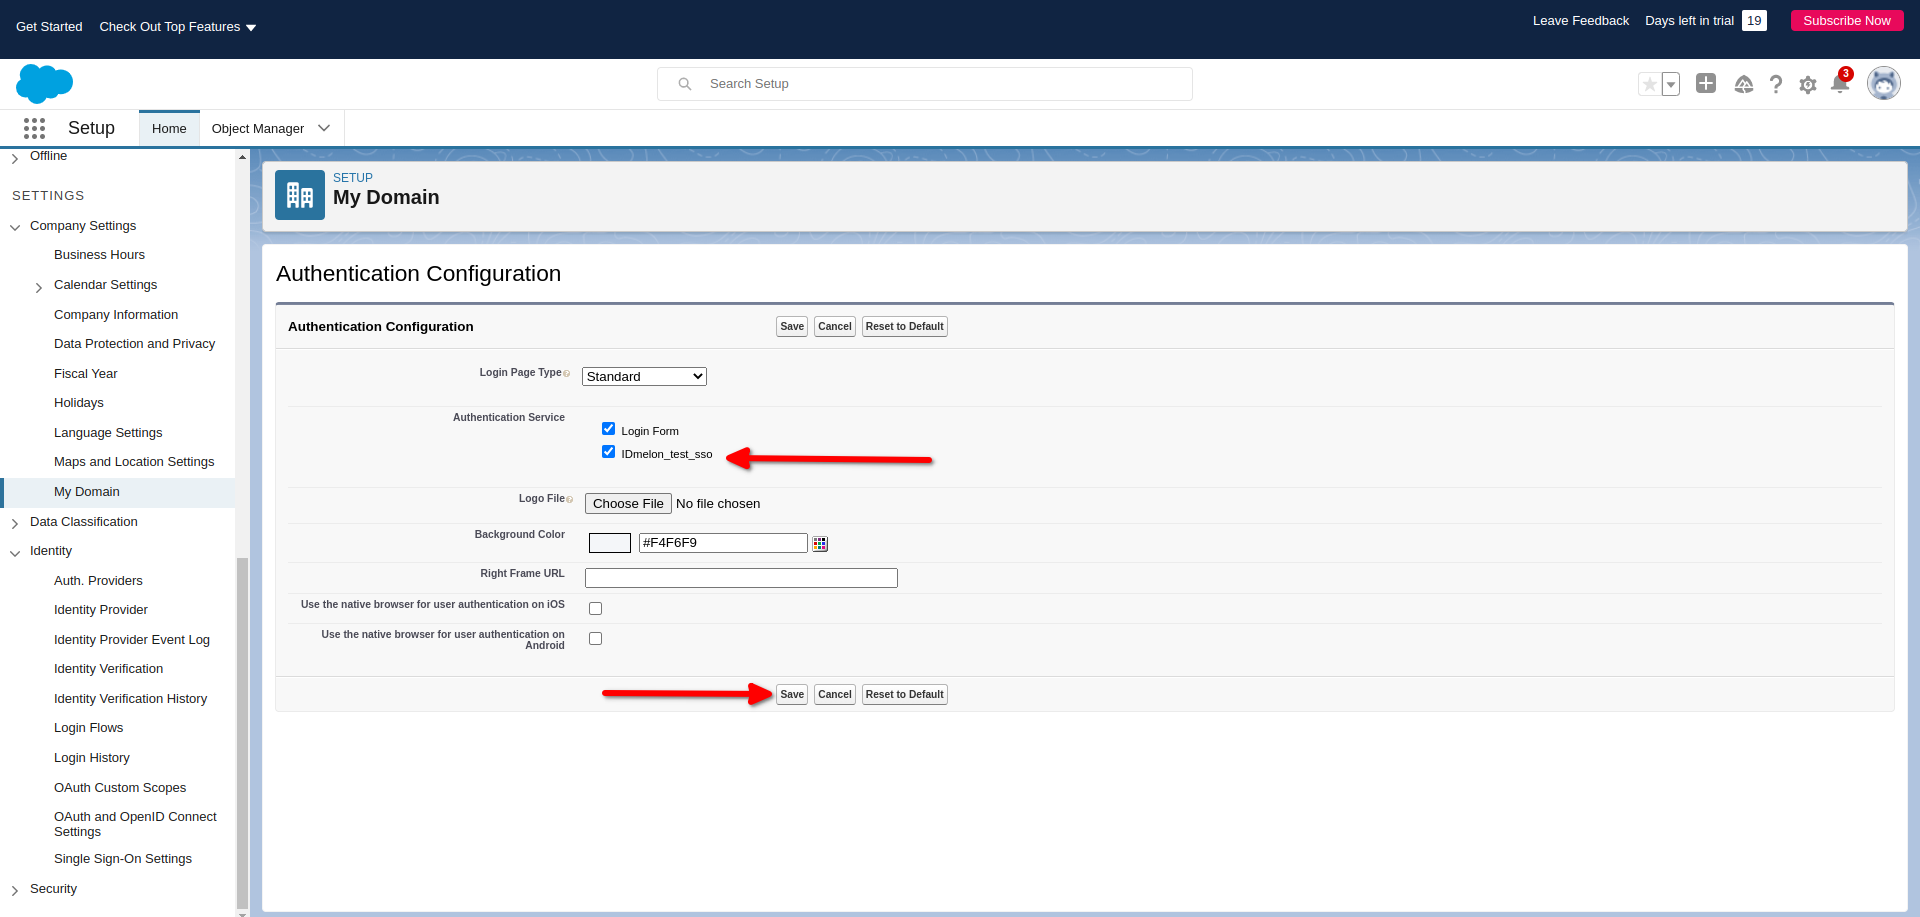 Get Started Check Out Top Features
Leave Feedback Days left in trial 19 Subscribe Now
Search Setup
3
Setup Home Object Manager
Offline
SETTINGS
Company Settings
Business Hours
Calendar Settings
Company Information
Data Protection and Privacy
Fiscal Year
Holidays
Language Settings
Maps and Location Settings
My Domain
Data Classification
Identity
Auth. Providers
Identity Provider
Identity Provider Event Log
Identity Verification
Identity Verification History
Login Flows
Login History
OAuth Custom Scopes
OAuth and OpenID Connect
Settings
Single Sign-On Settings
Security
SETUP
My Domain
Authentication Configuration
Authentication Configuration Save Cancel Reset to Default
Login Page Type Standard
Authentication Service
Login Form
IDmelon_test_sso
Logo File Choose File No file chosen
Background Color #F4F6F9
Right Frame URL
Use the native browser for user authentication on iOS
Use the native browser for user authentication on
Android
Save Cancel Reset to Default